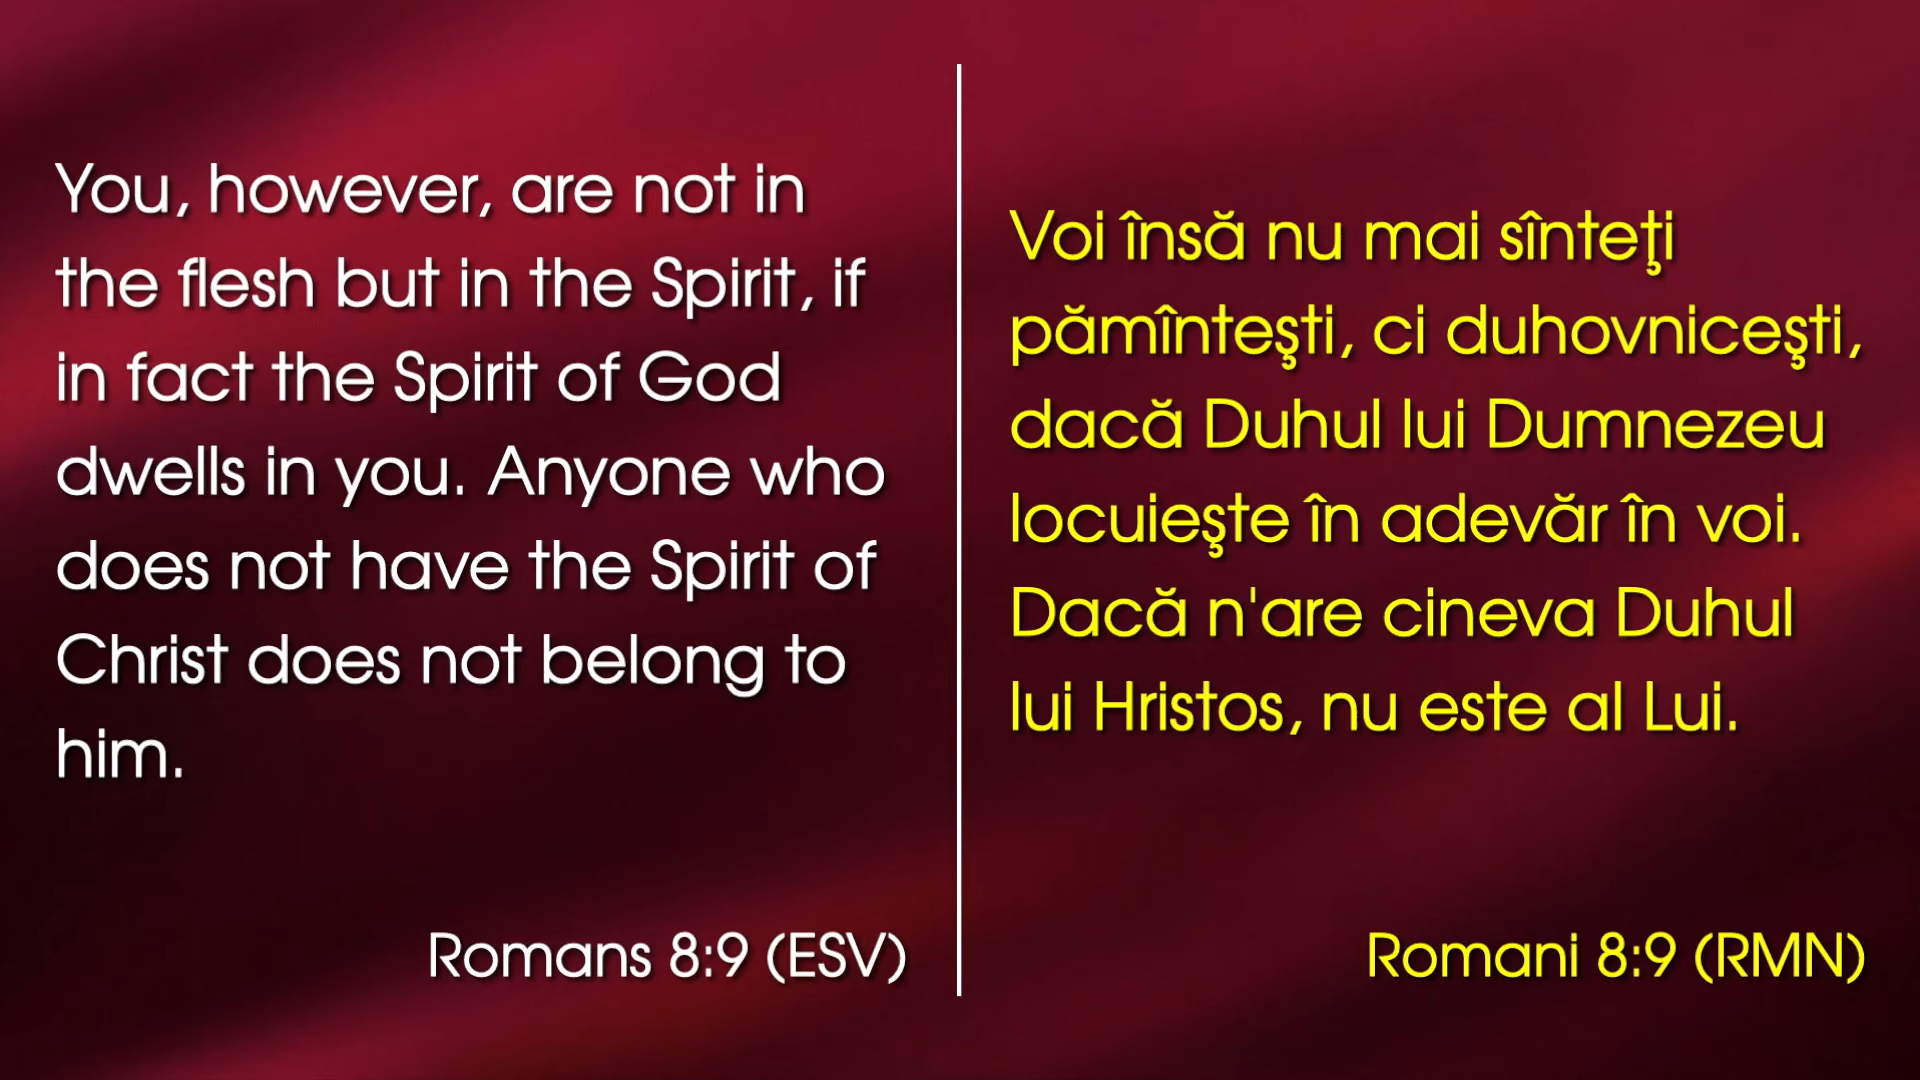 You, however, are not in
the flesh but in the Spirit, if
in fact the Spirit of God
dwells in you. Anyone who
does not have the Spirit of
Christ does not belong to
him.
Romans 8:9 (ESV)
Voi însă nu mai sînteţi
pămînteşti, ci duhovniceşti,
dacă Duhul lui Dumnezeu
locuieşte în adevăr în voi.
Dacă n'are cineva Duhul
lui Hristos, nu este al Lui.
Romani 8:9 (RMN)